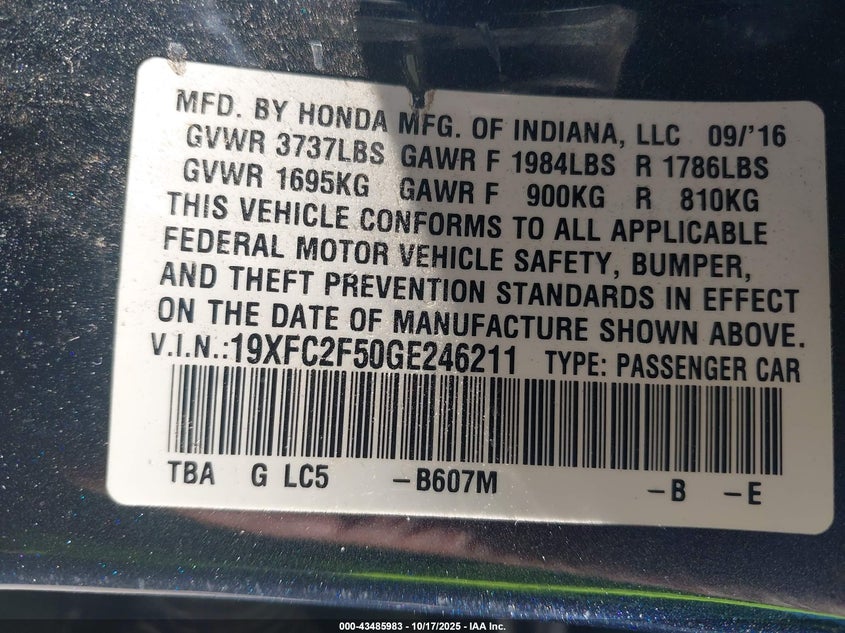 MFD. BY HONDA MFG. OF INDIANA, LLC 09/'16
GVWR 3737LBS GAWR F 1984LBS R 1786LBS
GVWR 1695KG GAWR F 900KG R 810KG
THIS VEHICLE CONFORMS TO ALL APPLICABLE
FEDERAL MOTOR VEHICLE SAFETY, BUMPER,
AND THEFT PREVENTION STANDARDS IN EFFECT
ON THE DATE OF MANUFACTURE SHOWN ABOVE.
V.I.N.:19XFC2F50GE246211 TYPE: PASSENGER CAR
TBA G LC5 –B607M –B –E
000-43485983 - 10/17/2025 - IAA Inc.